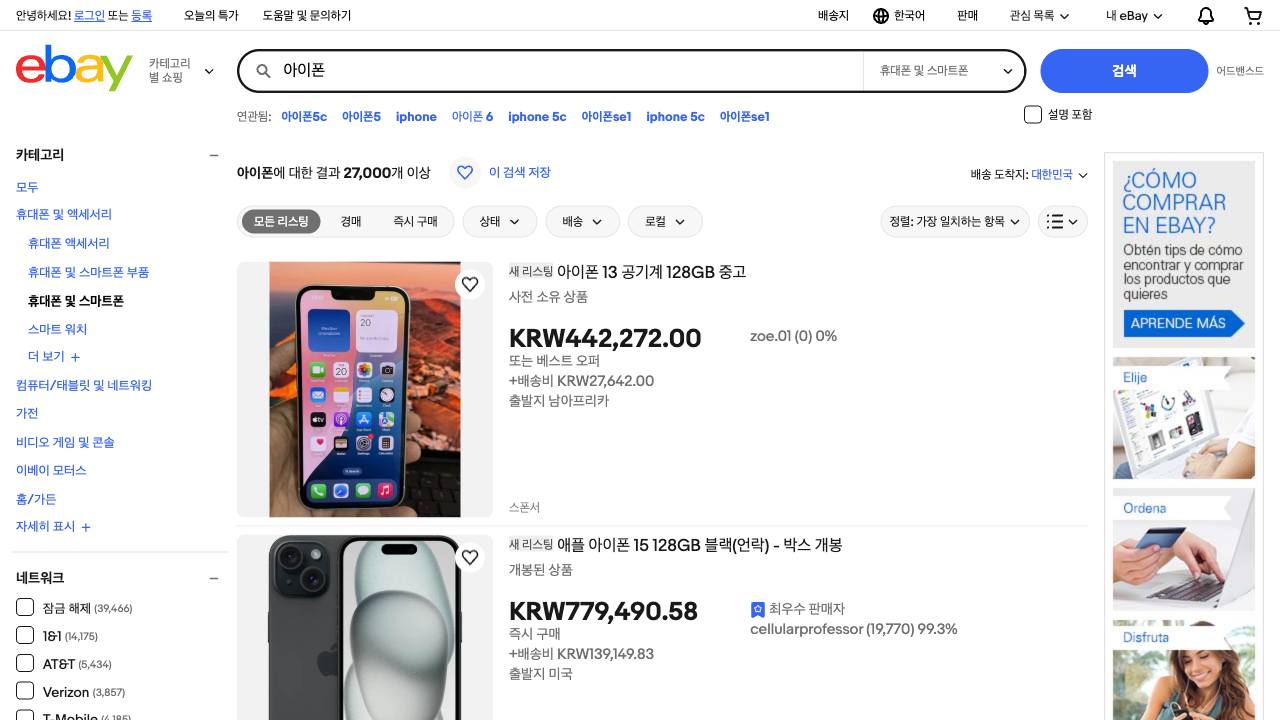 안녕하세요! 로그인 또는 등록
오늘의 특가
도움말 및 문의하기
배송지
한국어
판매
관심 목록
내 eBay
ebay
카테고리
별 쇼핑
아이폰
휴대폰 및 스마트폰
검색
어드밴스드
연관됨: 아이폰5c 아이폰5 iphone 아이폰 6 iphone 5c 아이폰se1 iphone 5c 아이폰se1
설명 포함
카테고리
모두
휴대폰 및 액세서리
휴대폰 액세서리
휴대폰 및 스마트폰 부품
휴대폰 및 스마트폰
스마트 워치
더 보기
컴퓨터/태블릿 및 네트워킹
가전
비디오 게임 및 콘솔
이베이 모터스
홈/가든
자세히 표시
네트워크
잠금 해제 (39,466)
1&1 (14,175)
AT&T (5,434)
Verizon (3,857)
T-Mobile (4,185)
아이폰에 대한 결과 27,000개 이상
이 검색 저장
배송 도착지: 대한민국
모든 리스팅
경매
즉시 구매
상태
배송
로컬
정렬: 가장 일치하는 항목
새 리스팅 아이폰 13 공기계 128GB 중고
사전 소유 상품
KRW442,272.00
또는 베스트 오퍼
+배송비 KRW27,642.00
출발지 남아프리카
zoe.01 (0) 0%
스폰서
새 리스팅 애플 아이폰 15 128GB 블랙(언락) - 박스 개봉
개봉된 상품
KRW779,490.58
즉시 구매
+배송비 KRW139,149.83
출발지 미국
최우수 판매자
cellularprofessor (19,770) 99.3%
¿CÓMO
COMPRAR
EN EBAY?
Obtén tips de cómo
encontrar y comprar
los productos que
quieres
APRENDE MÁS
Elije
Ordena
Disfruta